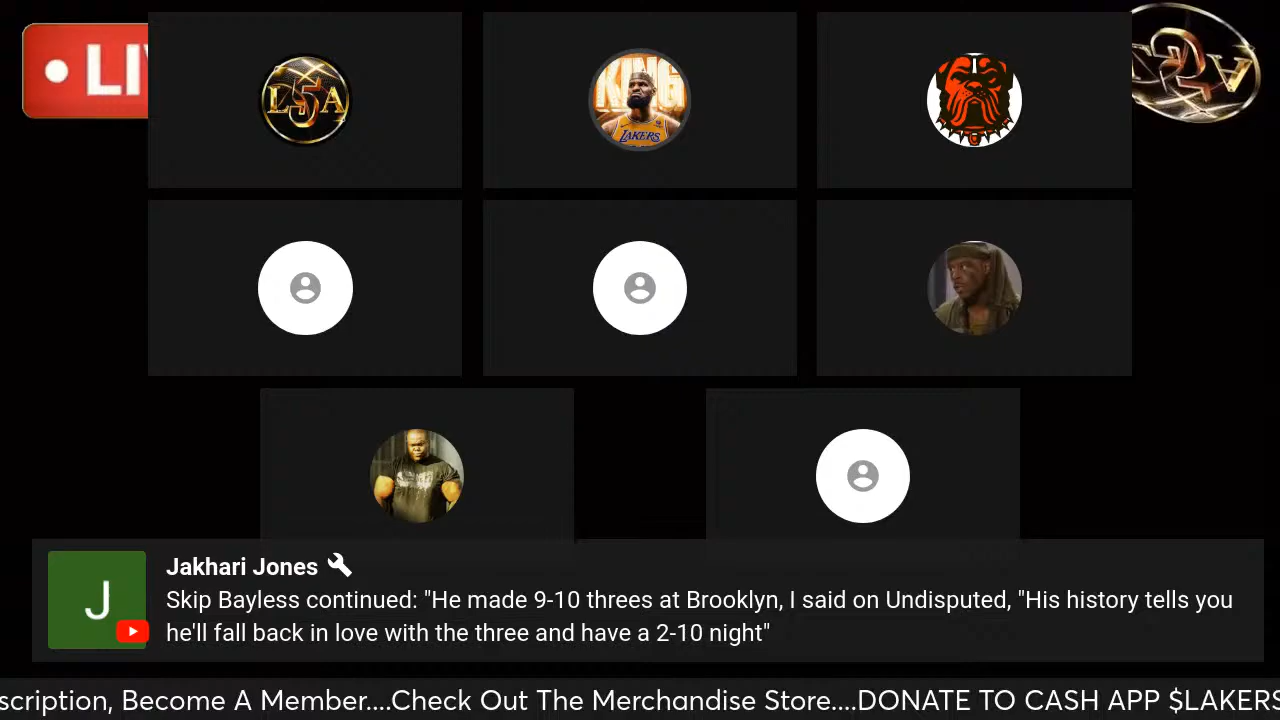 LI
L5A
KING
LAKERS
Jakhari Jones
Skip Bayless continued: "He made 9-10 threes at Brooklyn, I said on Undisputed, "His history tells you
he'll fall back in love with the three and have a 2-10 night"
J
scription, Become A Member....Check Out The Merchandise Store....DONATE TO CASH APP $LAKERS